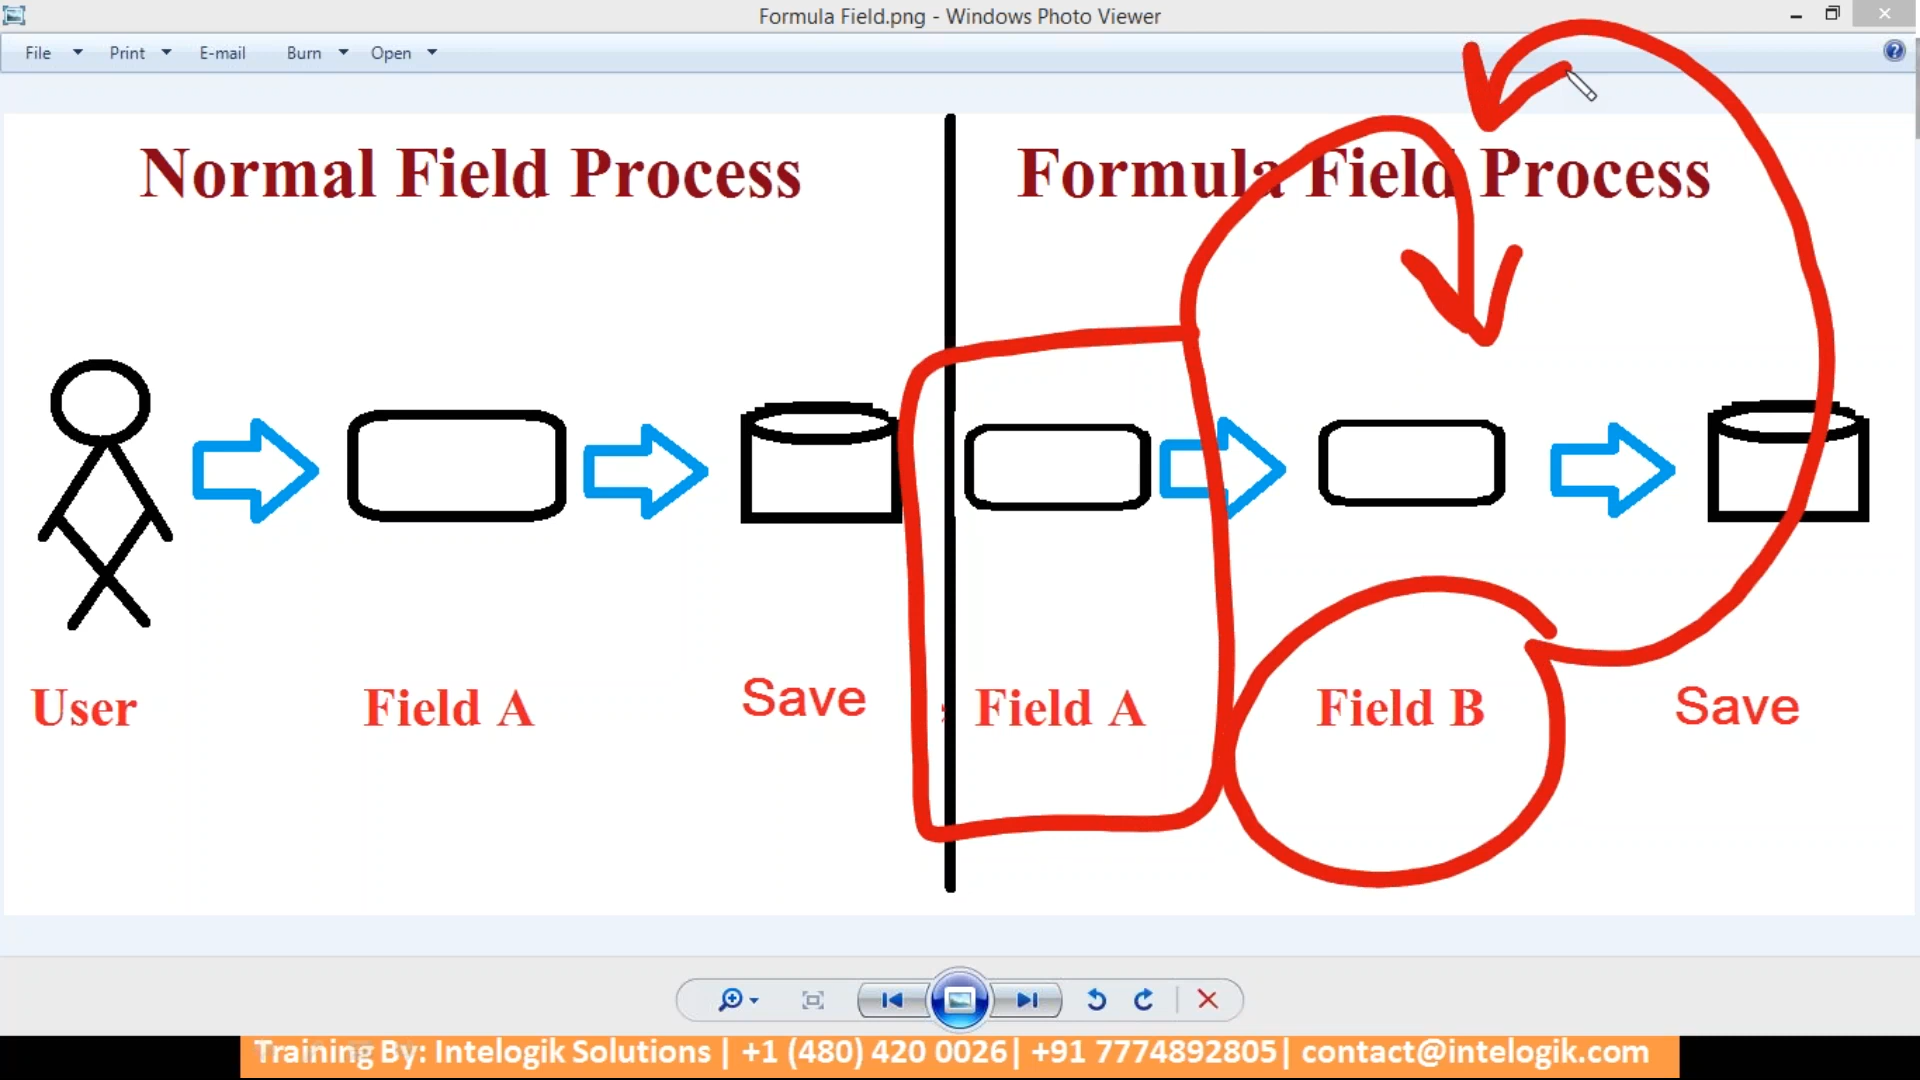 Formula Field.png - Windows Photo Viewer
File Print E-mail Burn Open
Normal Field Process
Formula Field Process
User
Field A
Save
Field A
Field B
Save
Training By: Intelogik Solutions | +1 (480) 420 0026| +91 7774892805| contact@intelogik.com